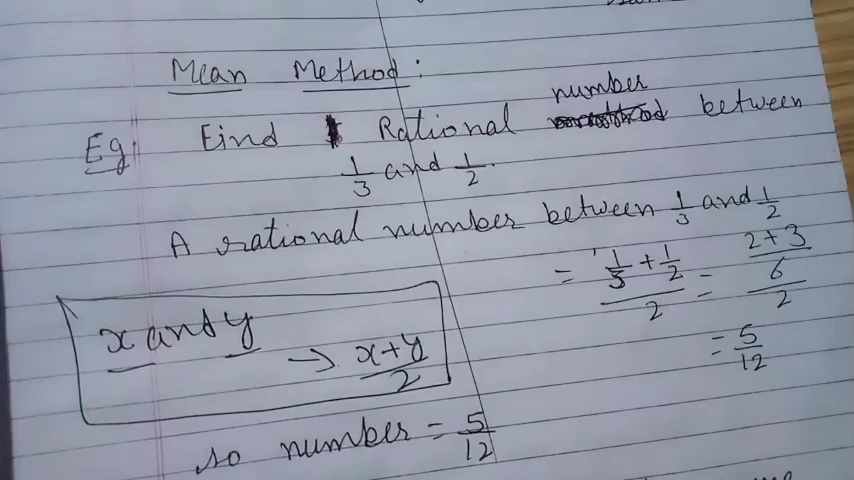 Mean Method:
number
Eg: Find 1 Rational between
1/3 and 1/2.
A rational number between 1/3 and 1/2
= (1/3 + 1/2)/2 = ((2+3)/6)/2
= 5/12
x and y
→ (x+y)/2
so number = 5/12